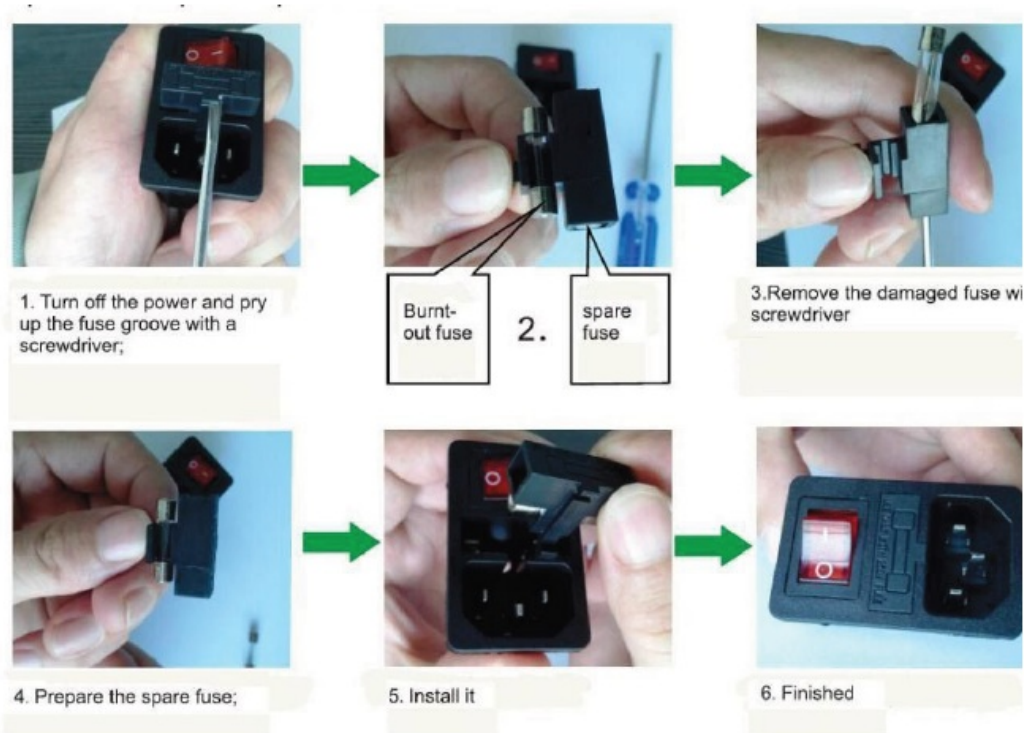 1. Turn off the power and pry
up the fuse groove with a
screwdriver;
Burnt-
out fuse
2.
spare
fuse
3.Remove the damaged fuse wi
screwdriver
4. Prepare the spare fuse;
5. Install it
6. Finished